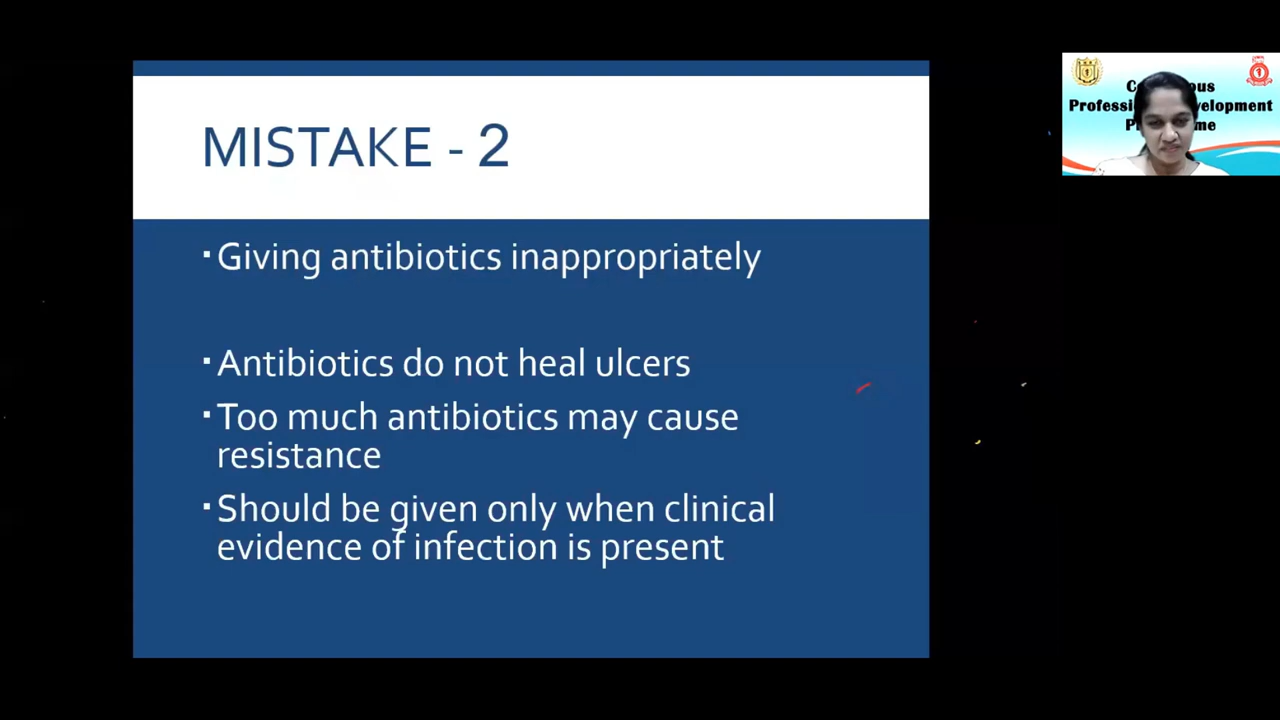 MISTAKE - 2
▪ Giving antibiotics inappropriately
▪ Antibiotics do not heal ulcers
▪ Too much antibiotics may cause
resistance
▪ Should be given only when clinical
evidence of infection is present
Development